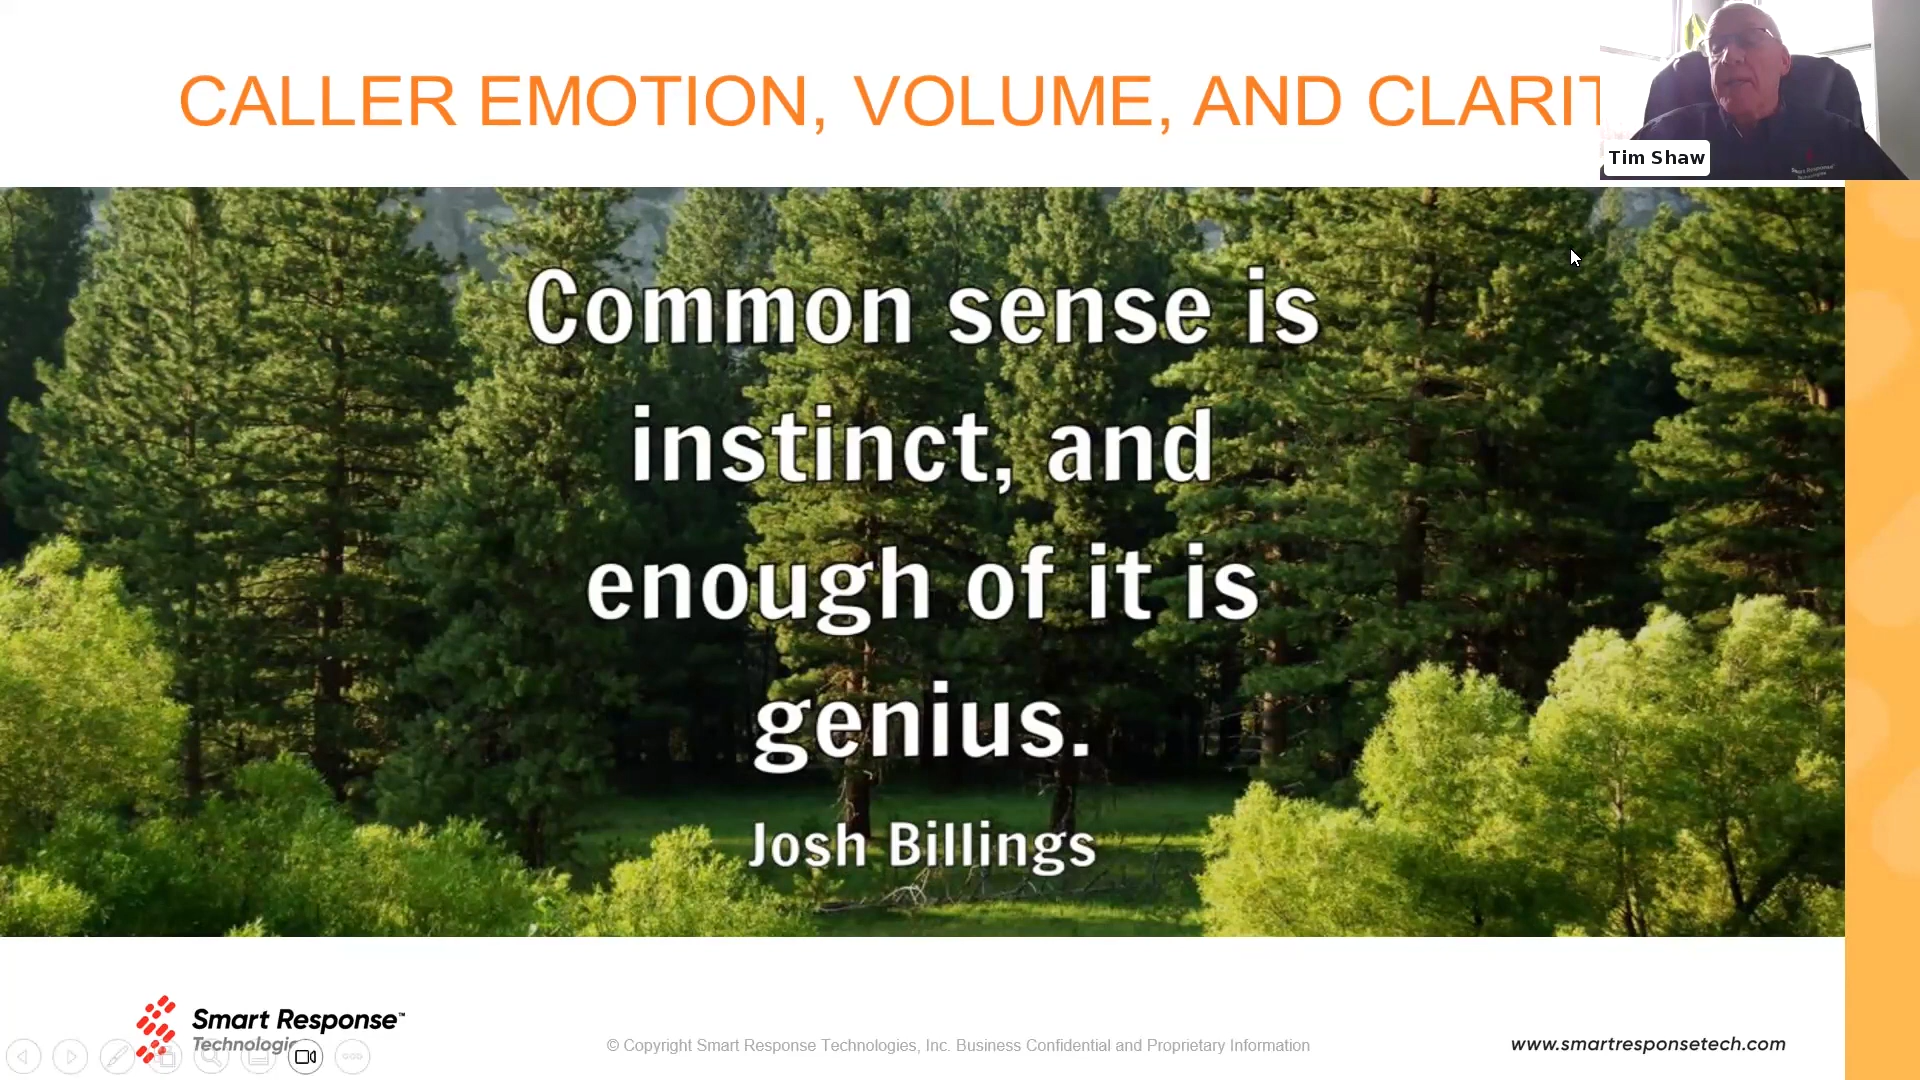 CALLER EMOTION, VOLUME, AND CLARIT
Tim Shaw
Common sense is
instinct, and
enough of it is
genius.
Josh Billings
Smart Response™
Technologie
© Copyright Smart Response Technologies, Inc. Business Confidential and Proprietary Information
www.smartresponsetech.com